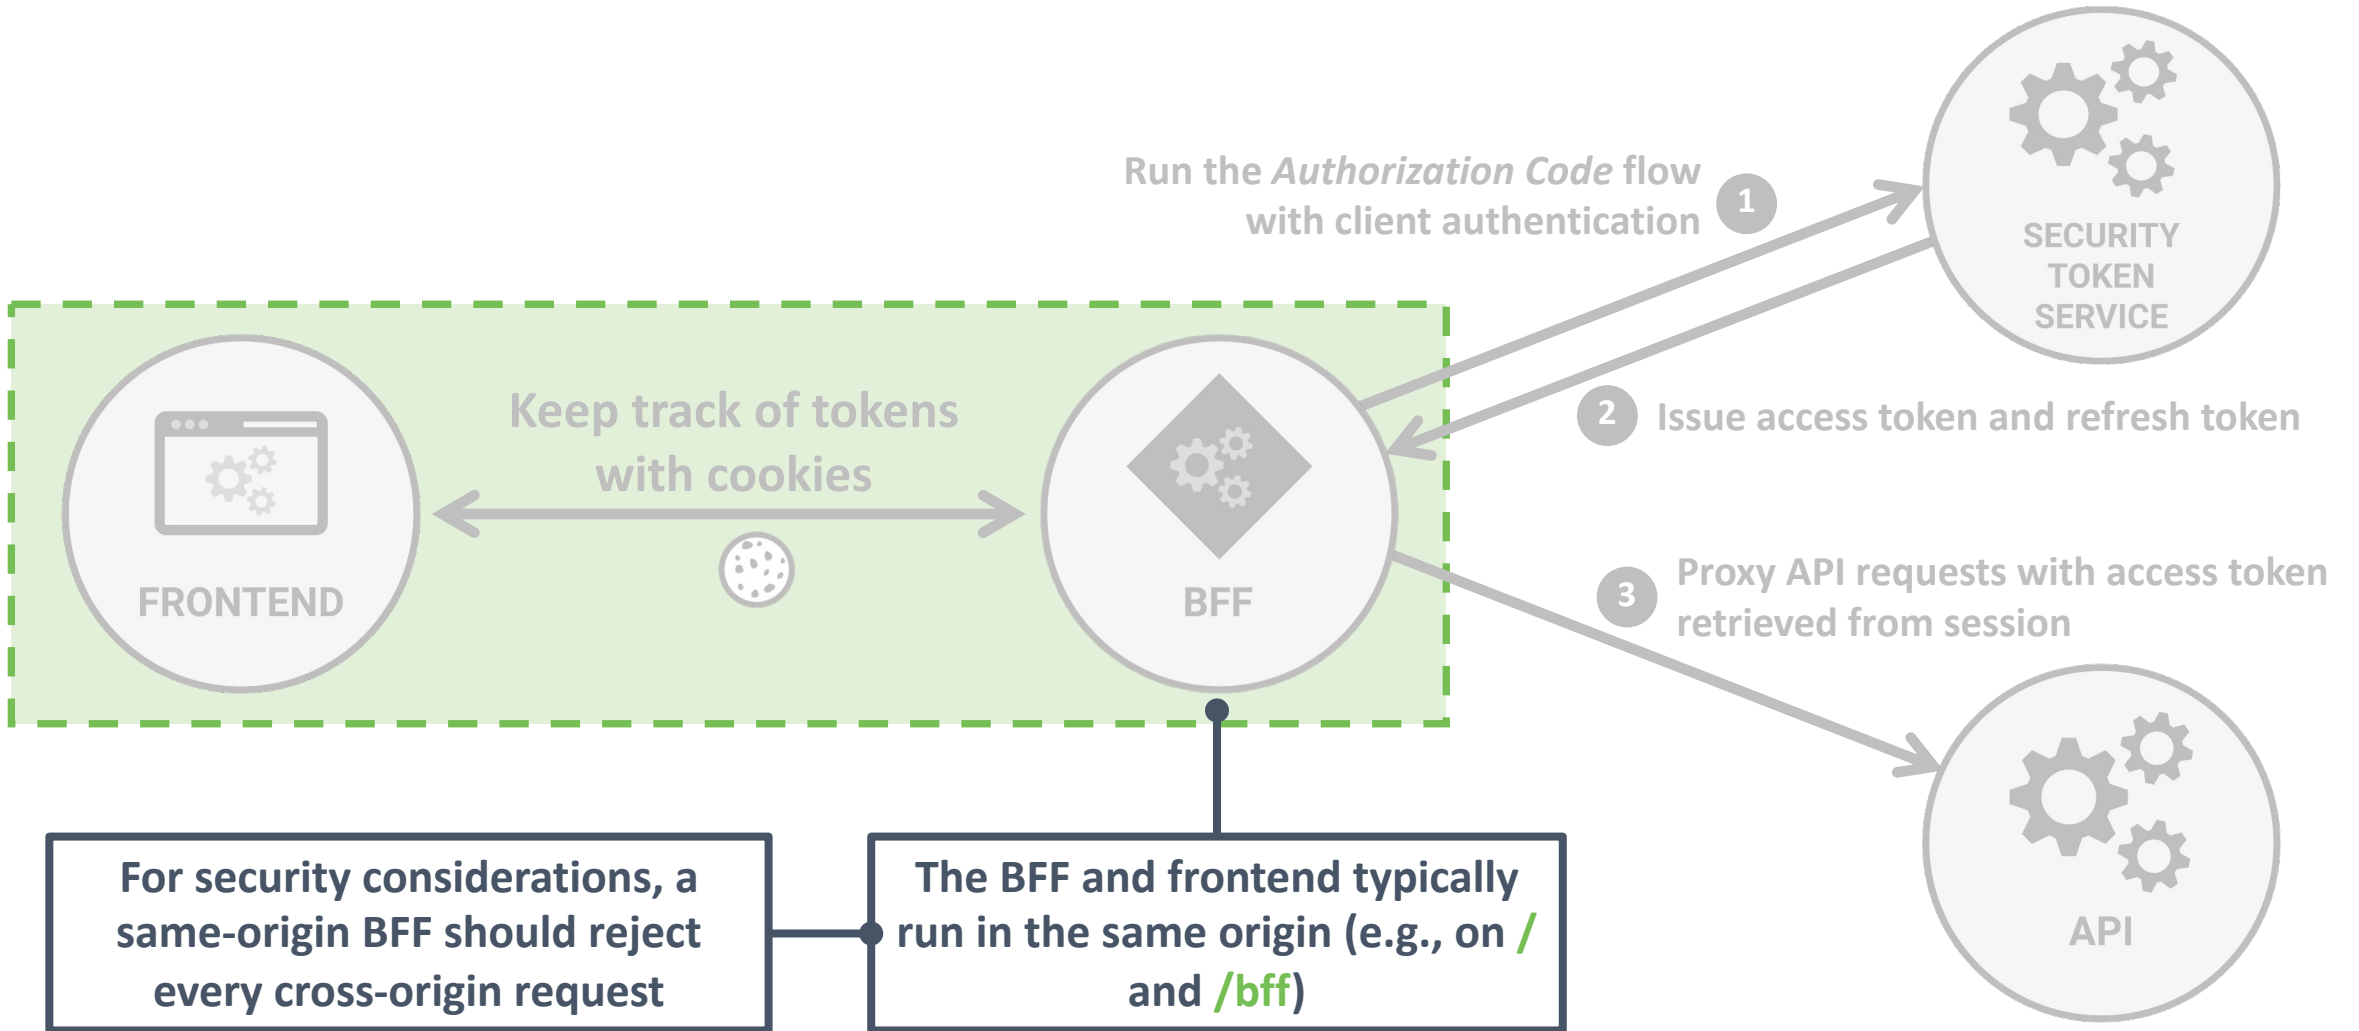 Run the Authorization Code flow
with client authentication
1
SECURITY
TOKEN
SERVICE
Keep track of tokens
with cookies
2
Issue access token and refresh token
FRONTEND
BFF
3
Proxy API requests with access token
retrieved from session
API
For security considerations, a
same-origin BFF should reject
every cross-origin request
The BFF and frontend typically
run in the same origin (e.g., on /
and /bff)